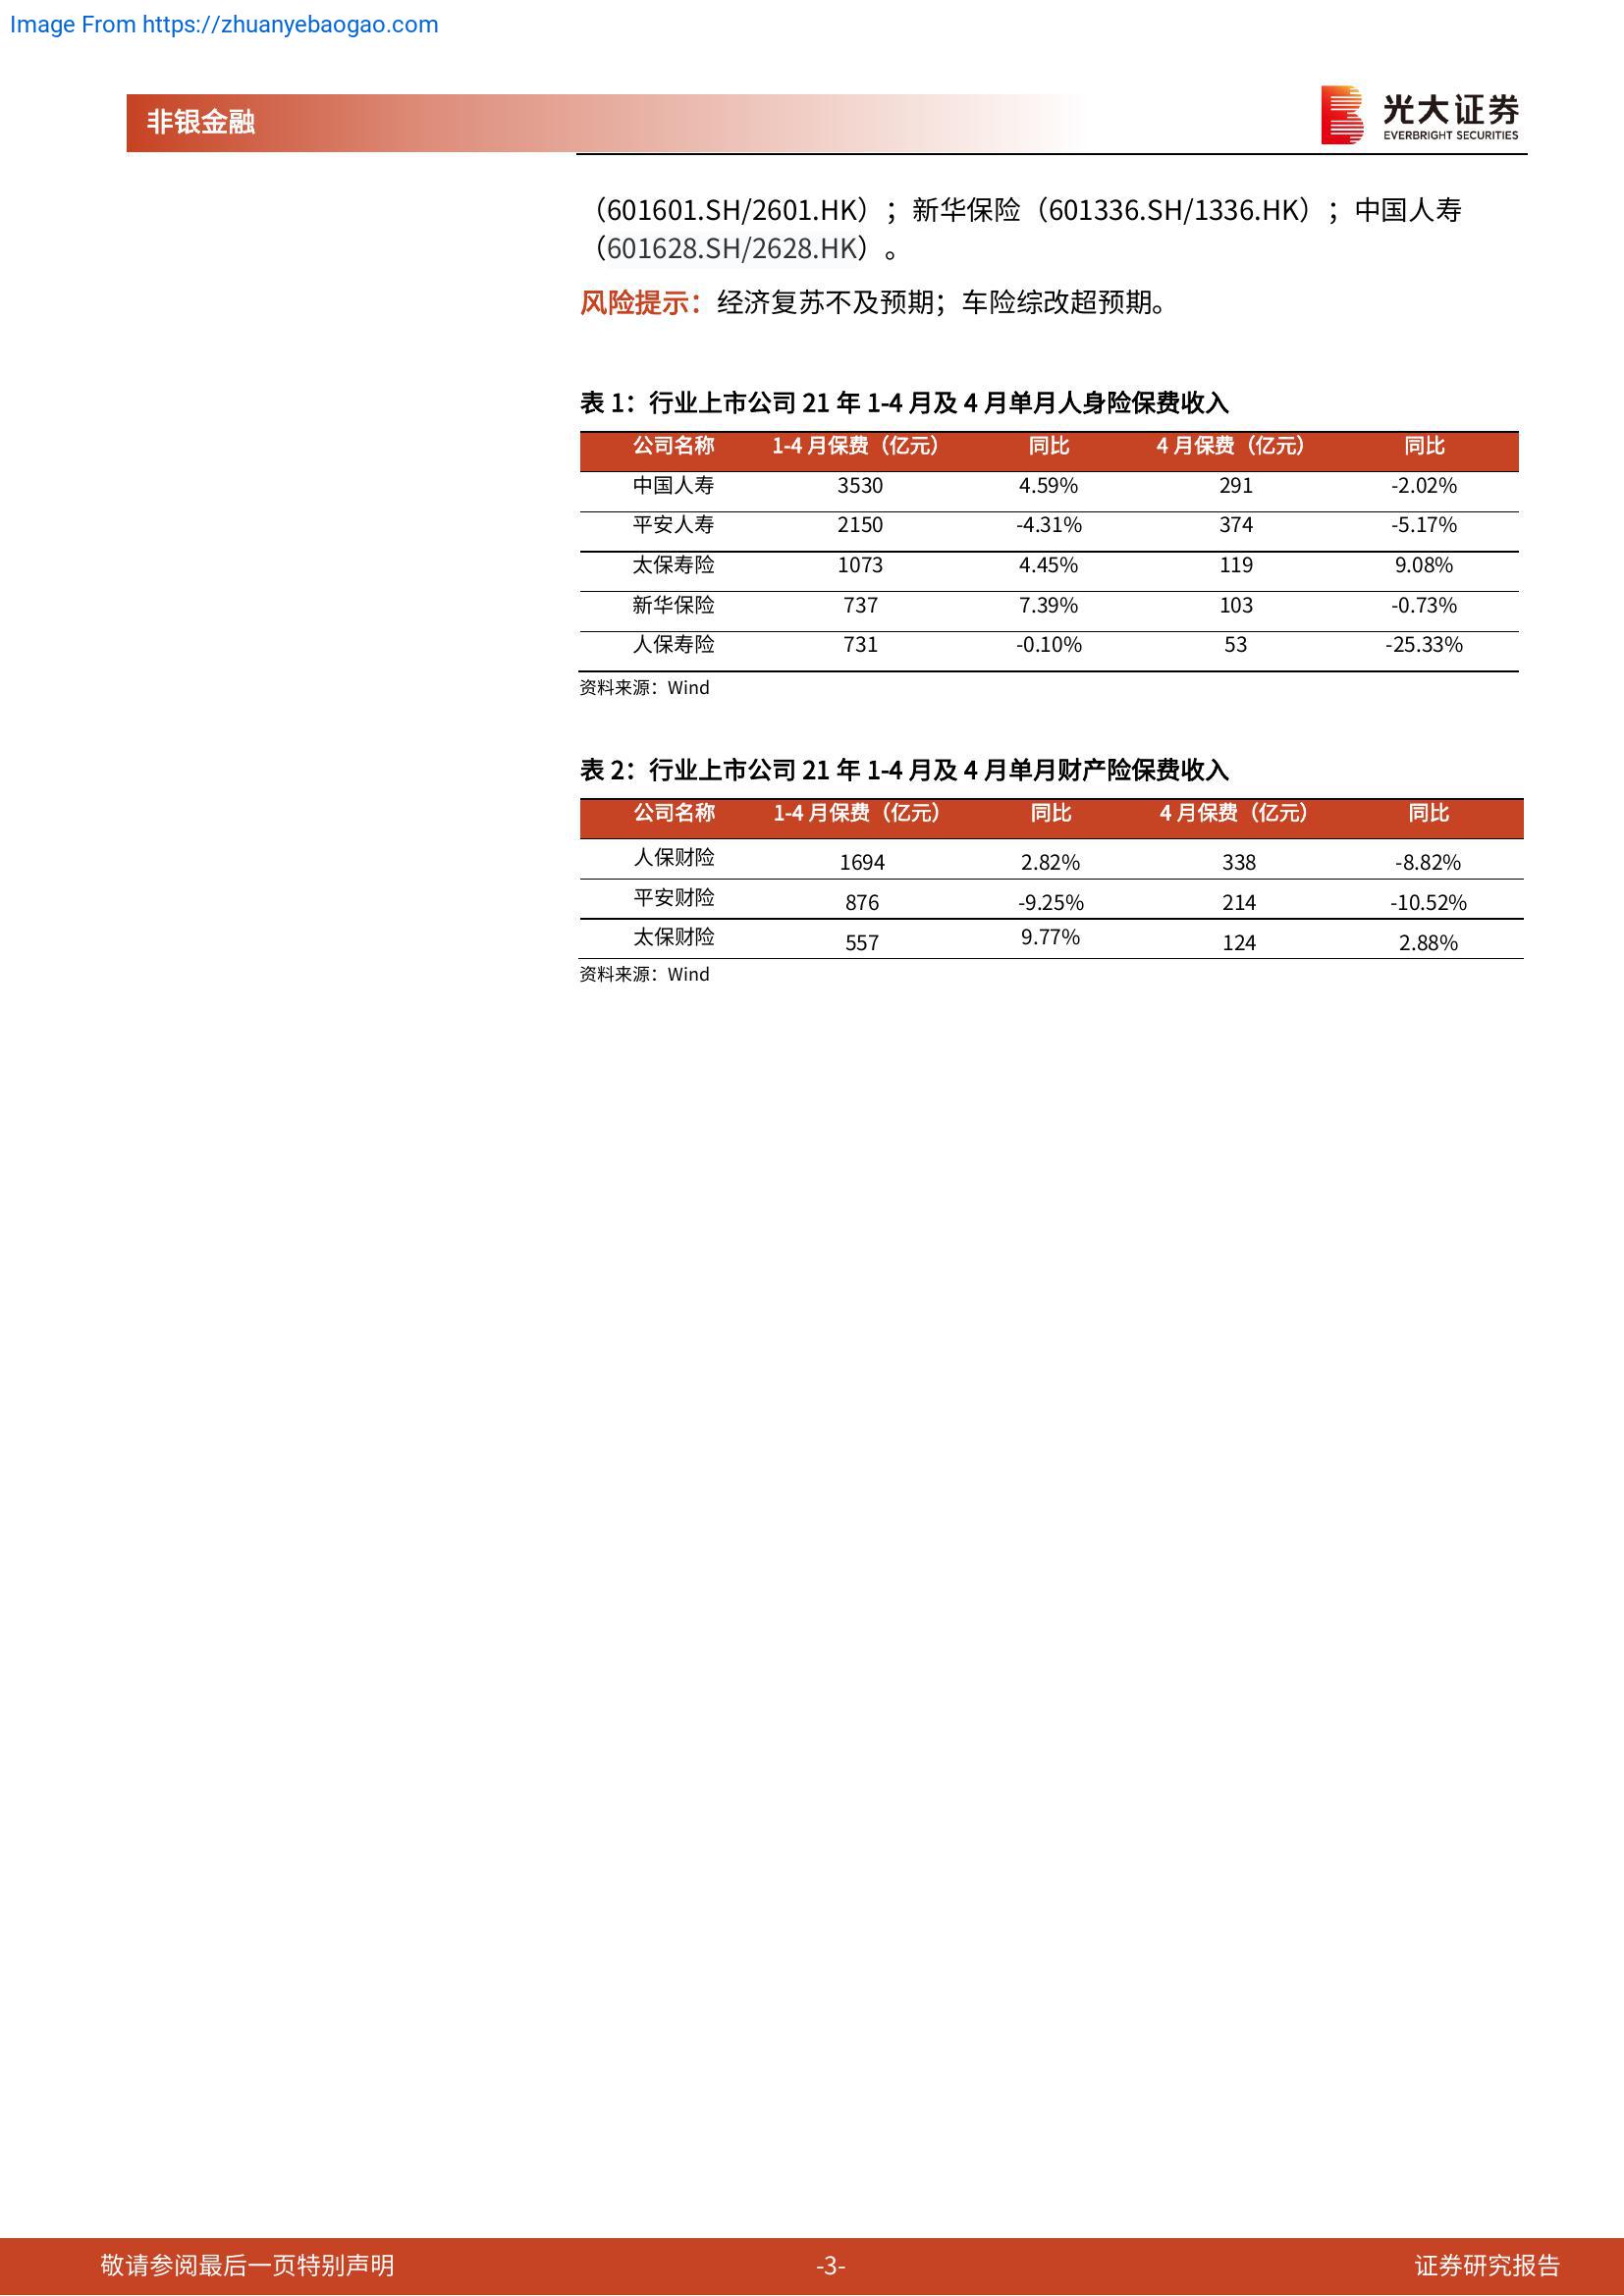 Image From https://zhuanyebaogao.com
非银金融
光大证券
EVERBRIGHT SECURITIES
（601601.SH/2601.HK）；新华保险（601336.SH/1336.HK）；中国人寿
（601628.SH/2628.HK）。
风险提示：经济复苏不及预期；车险综改超预期。
表 1：行业上市公司 21 年 1-4 月及 4 月单月人身险保费收入
公司名称 1-4 月保费（亿元） 同比 4 月保费（亿元） 同比
中国人寿 3530 4.59% 291 -2.02%
平安人寿 2150 -4.31% 374 -5.17%
太保寿险 1073 4.45% 119 9.08%
新华保险 737 7.39% 103 -0.73%
人保寿险 731 -0.10% 53 -25.33%
资料来源：Wind
表 2：行业上市公司 21 年 1-4 月及 4 月单月财产险保费收入
公司名称 1-4 月保费（亿元） 同比 4 月保费（亿元） 同比
人保财险 1694 2.82% 338 -8.82%
平安财险 876 -9.25% 214 -10.52%
太保财险 557 9.77% 124 2.88%
资料来源：Wind
敬请参阅最后一页特别声明 -3- 证券研究报告